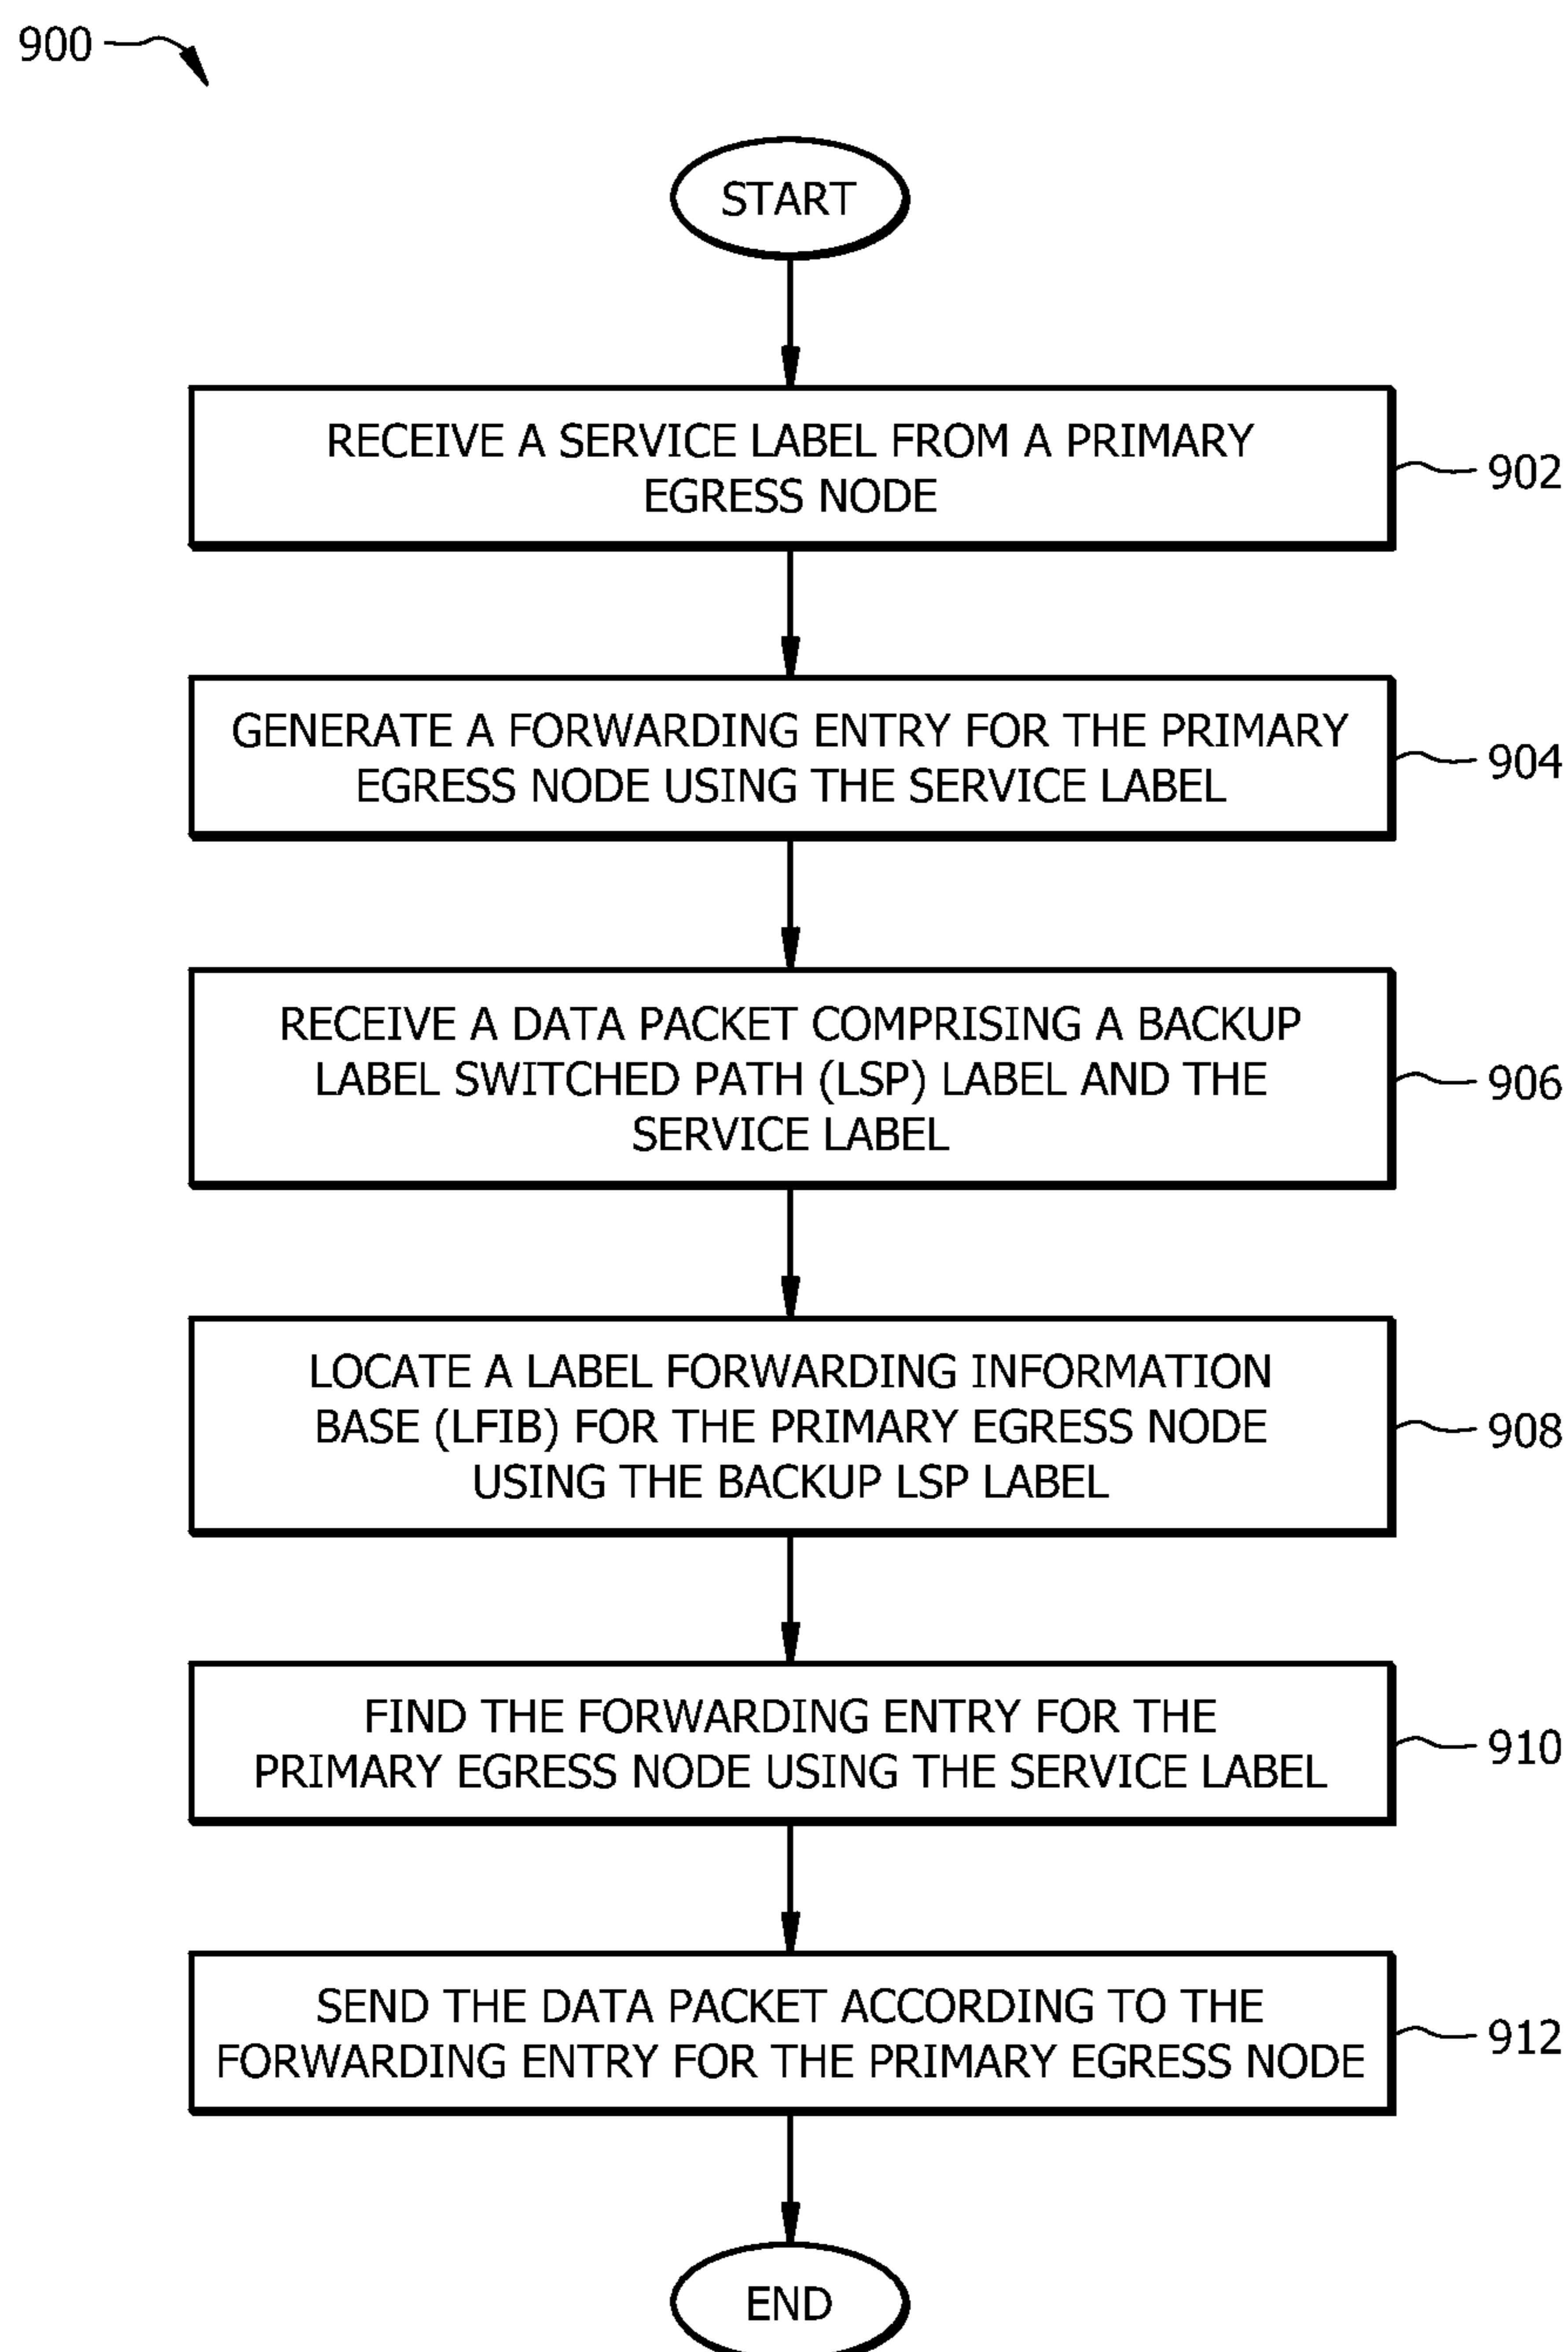 900
START
RECEIVE A SERVICE LABEL FROM A PRIMARY
EGRESS NODE
902
GENERATE A FORWARDING ENTRY FOR THE PRIMARY
EGRESS NODE USING THE SERVICE LABEL
904
RECEIVE A DATA PACKET COMPRISING A BACKUP
LABEL SWITCHED PATH (LSP) LABEL AND THE
SERVICE LABEL
906
LOCATE A LABEL FORWARDING INFORMATION
BASE (LFIB) FOR THE PRIMARY EGRESS NODE
USING THE BACKUP LSP LABEL
908
FIND THE FORWARDING ENTRY FOR THE
PRIMARY EGRESS NODE USING THE SERVICE LABEL
910
SEND THE DATA PACKET ACCORDING TO THE
FORWARDING ENTRY FOR THE PRIMARY EGRESS NODE
912
END